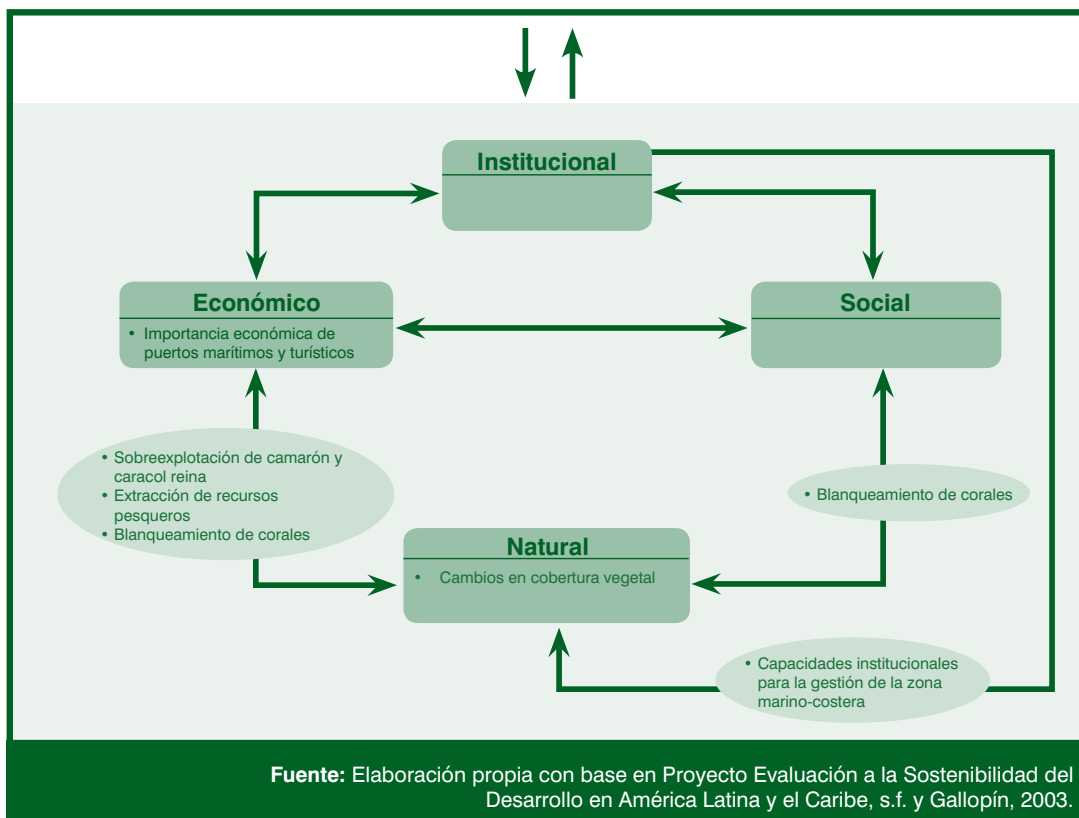 Institucional
Económico
• Importancia económica de
puertos marítimos y turísticos
Social
• Sobreexplotación de camarón y
caracol reina
• Extracción de recursos
pesqueros
• Blanqueamiento de corales
• Blanqueamiento de corales
Natural
• Cambios en cobertura vegetal
• Capacidades institucionales
para la gestión de la zona
marino-costera
Fuente: Elaboración propia con base en Proyecto Evaluación a la Sostenibilidad del
Desarrollo en América Latina y el Caribe, s.f. y Gallopín, 2003.